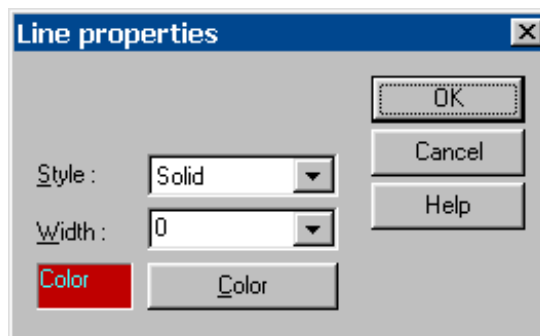 Line properties
OK
Cancel
Help
Style :
Solid
Width :
0
Color
Color